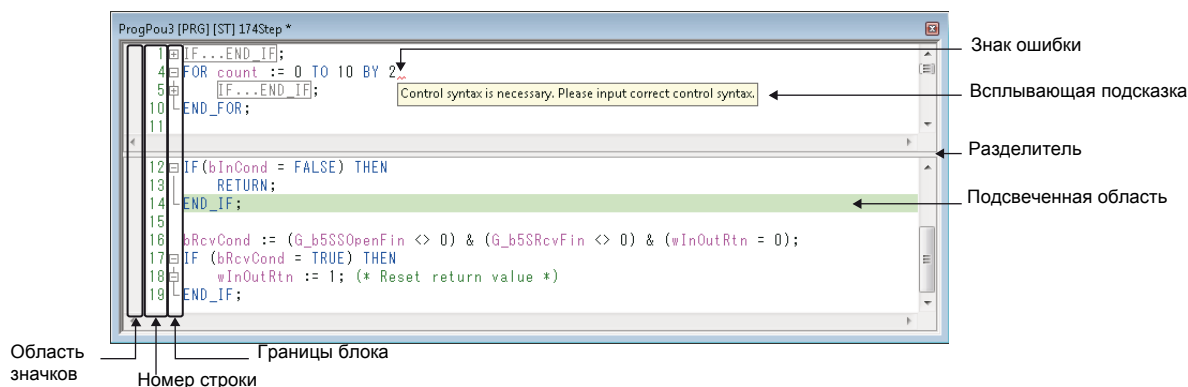 ProgPou3 [PRG] [ST] 174Step *
1 IF...END_IF;
4 FOR count := 0 TO 10 BY 2
5 IF...END_IF;
10 END_FOR;
11
Control syntax is necessary. Please input correct control syntax.
12 IF(bInCond = FALSE) THEN
13 RETURN;
14 END_IF;
15
16 bRcvCond := (G_b5SSOpenFin <> 0) & (G_b5SRcvFin <> 0) & (wInOutRtn = 0);
17 IF (bRcvCond = TRUE) THEN
18 wInOutRtn := 1; (* Reset return value *)
19 END_IF;
Знак ошибки
Всплывающая подсказка
Разделитель
Подсвеченная область
Область
значков
Номер строки
Границы блока